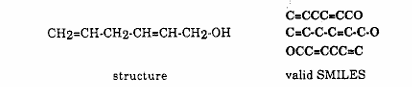 C=CCC=CCO
CH2=CH-CH2-CH=CH-CH2-OH C=C-C-C=C-C-O
OCC=CCC=C
structure valid SMILES